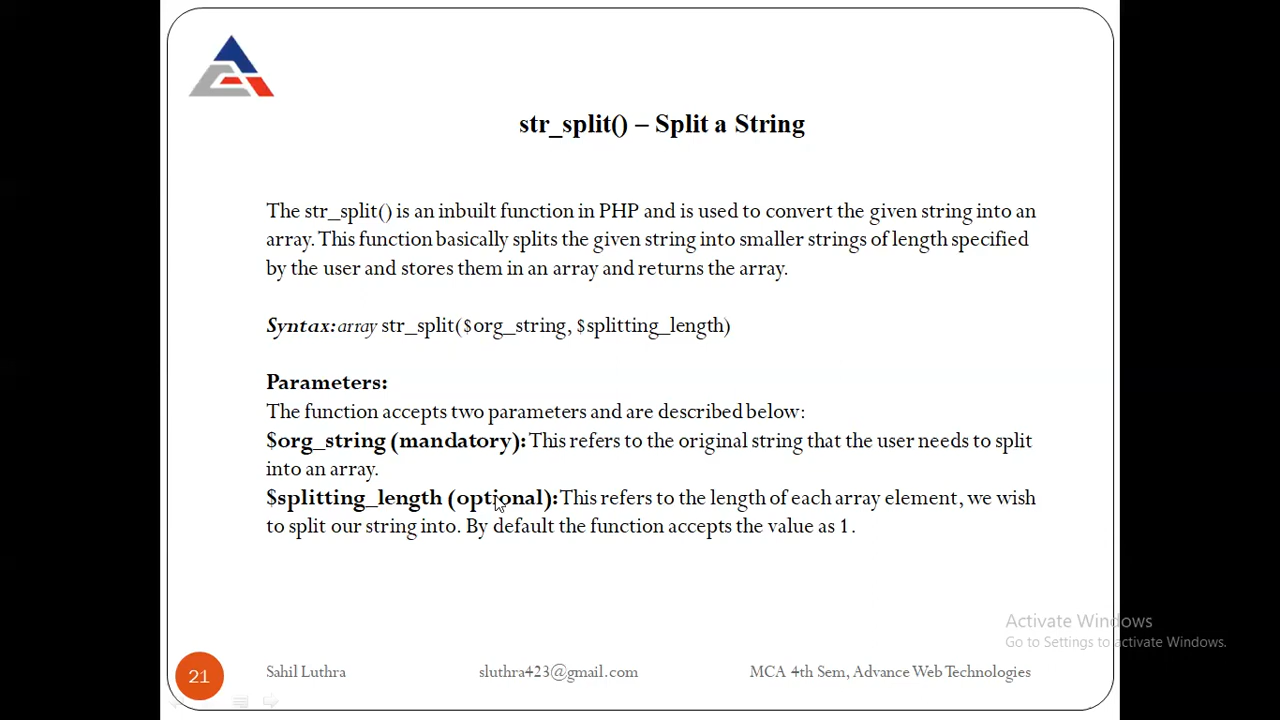 str_split() – Split a String
The str_split() is an inbuilt function in PHP and is used to convert the given string into an
array. This function basically splits the given string into smaller strings of length specified
by the user and stores them in an array and returns the array.
Syntax: array str_split($org_string, $splitting_length)
Parameters:
The function accepts two parameters and are described below:
$org_string (mandatory): This refers to the original string that the user needs to split
into an array.
$splitting_length (optional): This refers to the length of each array element, we wish
to split our string into. By default the function accepts the value as 1.
Activate Windows
Go to Settings to activate Windows.
21
Sahil Luthra
sluthra423@gmail.com
MCA 4th Sem, Advance Web Technologies